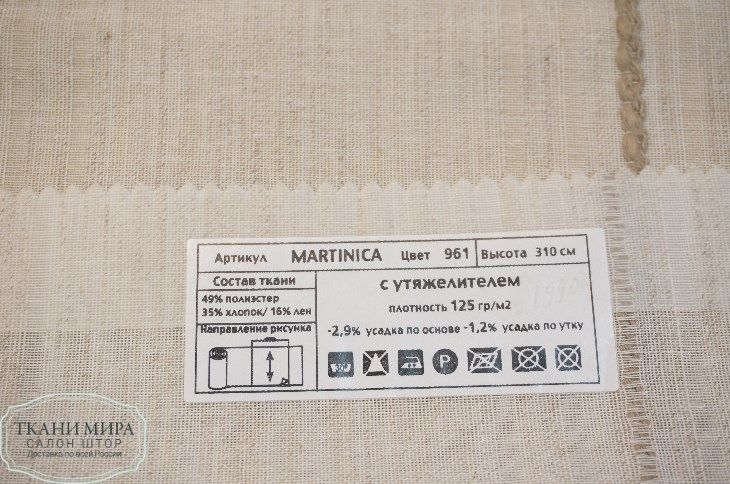 Артикул MARTINICA Цвет 961 Высота 310 см
Состав ткани
49% полиэстер
35% хлопок/ 16% лен
Направление рисунка
с утяжелителем
плотность 125 гр/м2
-2,9% усадка по основе -1,2% усадка по утку
30°
P
1990
ТКАНИ МИРА
САЛОН ШТОР
Доставка по всей России